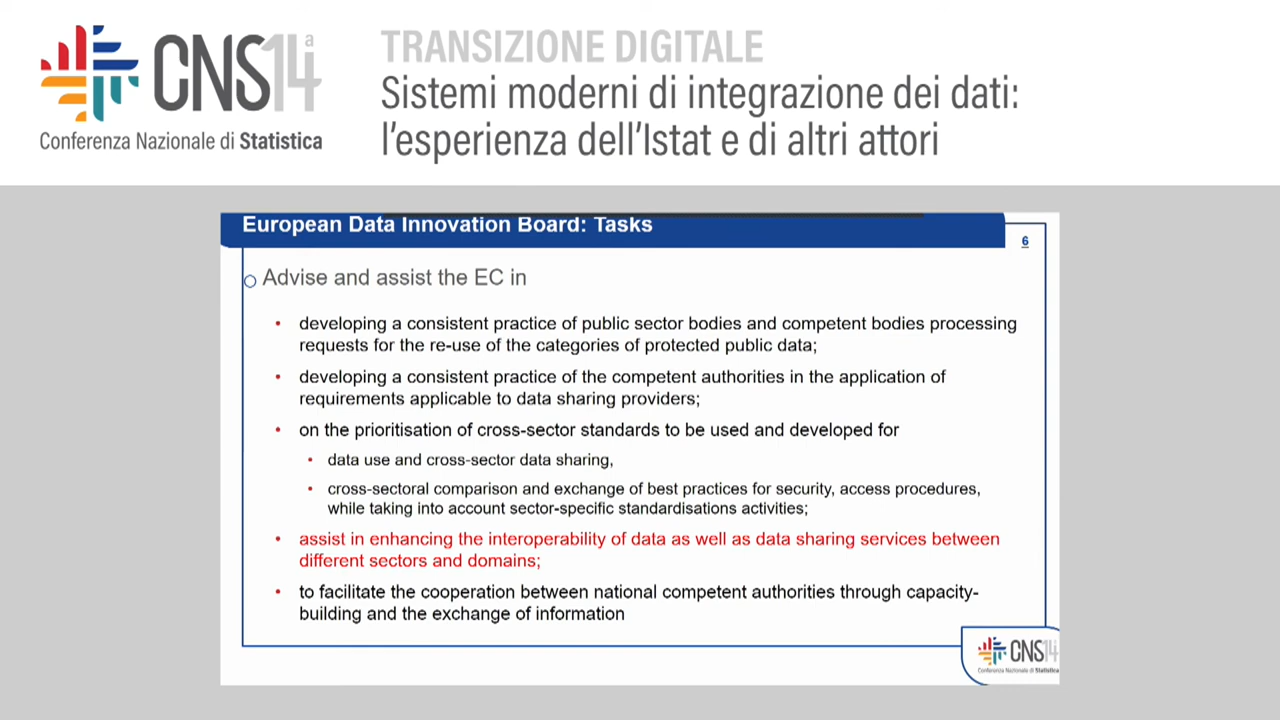 CNS14a
Conferenza Nazionale di Statistica
TRANSIZIONE DIGITALE
Sistemi moderni di integrazione dei dati:
l'esperienza dell'Istat e di altri attori
European Data Innovation Board: Tasks
6
Advise and assist the EC in
• developing a consistent practice of public sector bodies and competent bodies processing
requests for the re-use of the categories of protected public data;
• developing a consistent practice of the competent authorities in the application of
requirements applicable to data sharing providers;
• on the prioritisation of cross-sector standards to be used and developed for
• data use and cross-sector data sharing,
• cross-sectoral comparison and exchange of best practices for security, access procedures,
while taking into account sector-specific standardisations activities;
• assist in enhancing the interoperability of data as well as data sharing services between
different sectors and domains;
• to facilitate the cooperation between national competent authorities through capacity-
building and the exchange of information
CNS14
Conferenza Nazionale di Statistica